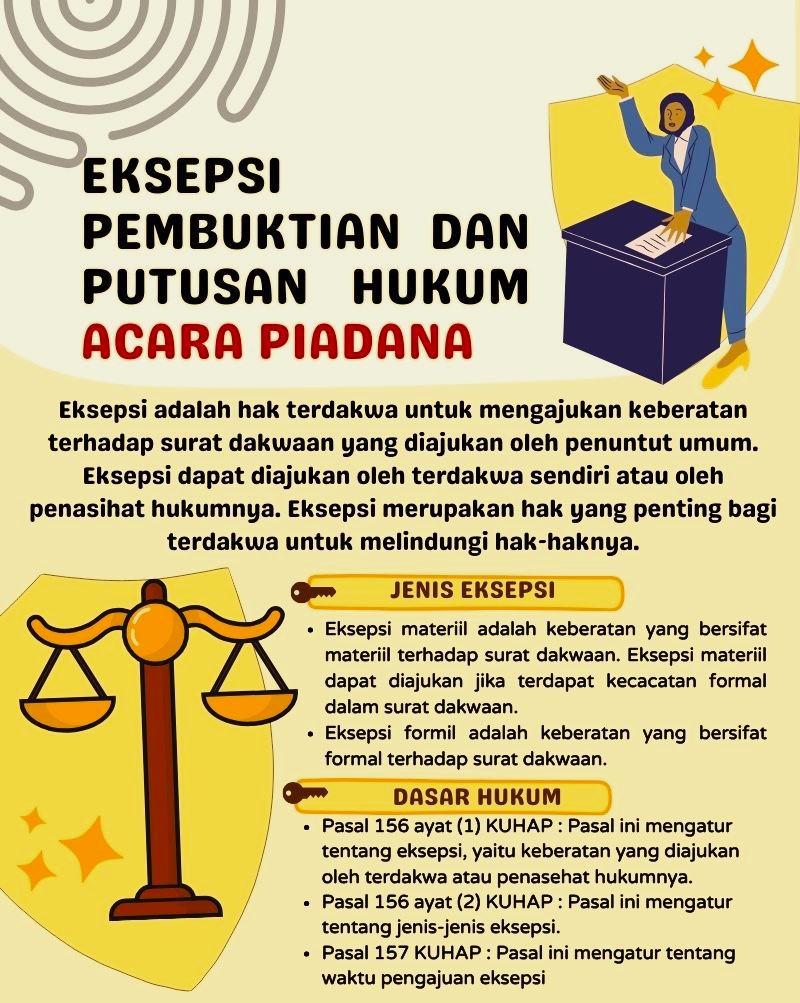 EKSEPSI
PEMBUKTIAN DAN
PUTUSAN HUKUM
ACARA PIADANA
Eksepsi adalah hak terdakwa untuk mengajukan keberatan
terhadap surat dakwaan yang diajukan oleh penuntut umum.
Eksepsi dapat diajukan oleh terdakwa sendiri atau oleh
penasihat hukumnya. Eksepsi merupakan hak yang penting bagi
terdakwa untuk melindungi hak-haknya.
JENIS EKSEPSI
• Eksepsi materiil adalah keberatan yang bersifat
materiil terhadap surat dakwaan. Eksepsi materiil
dapat diajukan jika terdapat kecacatan formal
dalam surat dakwaan.
• Eksepsi formil adalah keberatan yang bersifat
formal terhadap surat dakwaan.
DASAR HUKUM
• Pasal 156 ayat (1) KUHAP : Pasal ini mengatur
tentang eksepsi, yaitu keberatan yang diajukan
oleh terdakwa atau penasehat hukumnya.
• Pasal 156 ayat (2) KUHAP : Pasal ini mengatur
tentang jenis-jenis eksepsi.
• Pasal 157 KUHAP : Pasal ini mengatur tentang
waktu pengajuan eksepsi